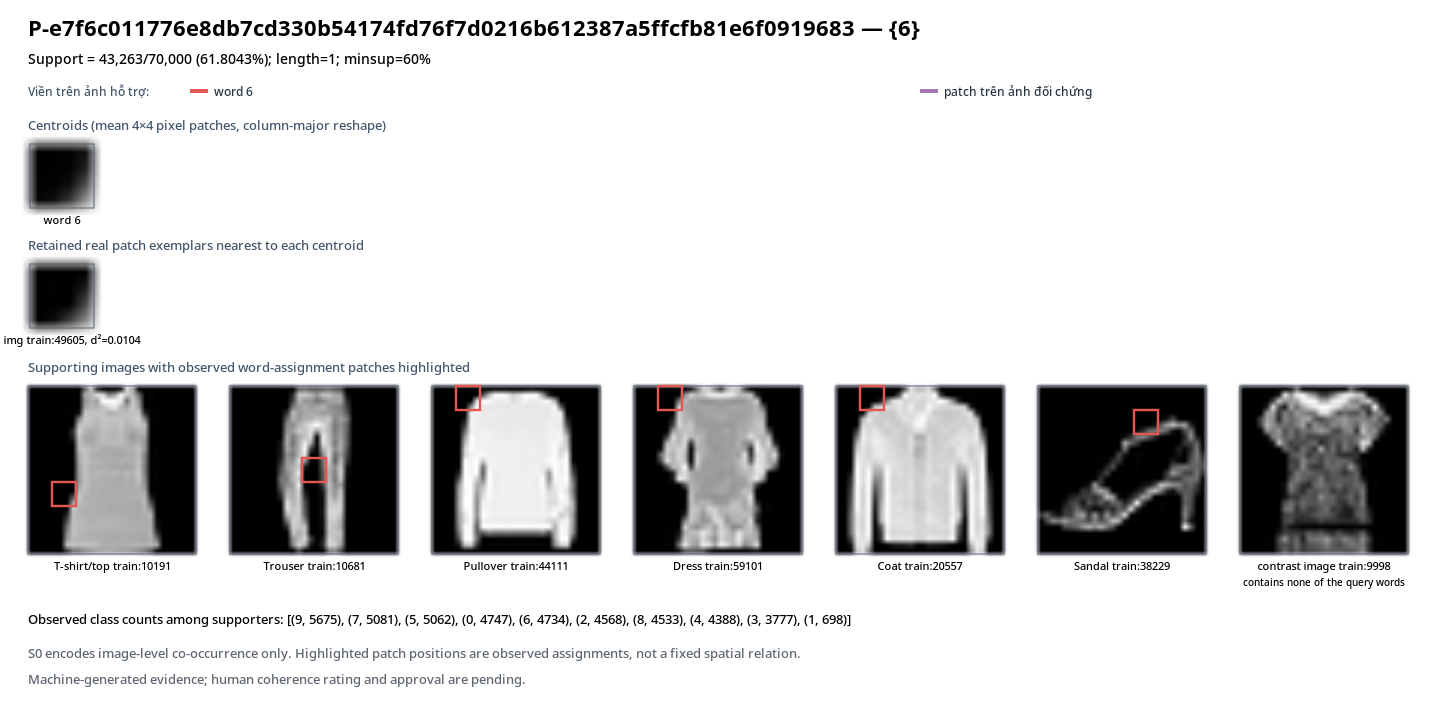 P-e7f6c011776e8db7cd330b54174fd76f7d0216b612387a5ffcfb81e6f0919683 — {6}
Support = 43,263/70,000 (61.8043%); length=1; minsup=60%
Viền trên ảnh hỗ trợ: word 6 patch trên ảnh đối chứng
Centroids (mean 4×4 pixel patches, column-major reshape)
word 6
Retained real patch exemplars nearest to each centroid
img train:49605, d²=0.0104
Supporting images with observed word-assignment patches highlighted
T-shirt/top train:10191 Trouser train:10681 Pullover train:44111 Dress train:59101 Coat train:20557 Sandal train:38229 contrast image train:9998
contains none of the query words
Observed class counts among supporters: [(9, 5675), (7, 5081), (5, 5062), (0, 4747), (6, 4734), (2, 4568), (8, 4533), (4, 4388), (3, 3777), (1, 698)]
S0 encodes image-level co-occurrence only. Highlighted patch positions are observed assignments, not a fixed spatial relation.
Machine-generated evidence; human coherence rating and approval are pending.